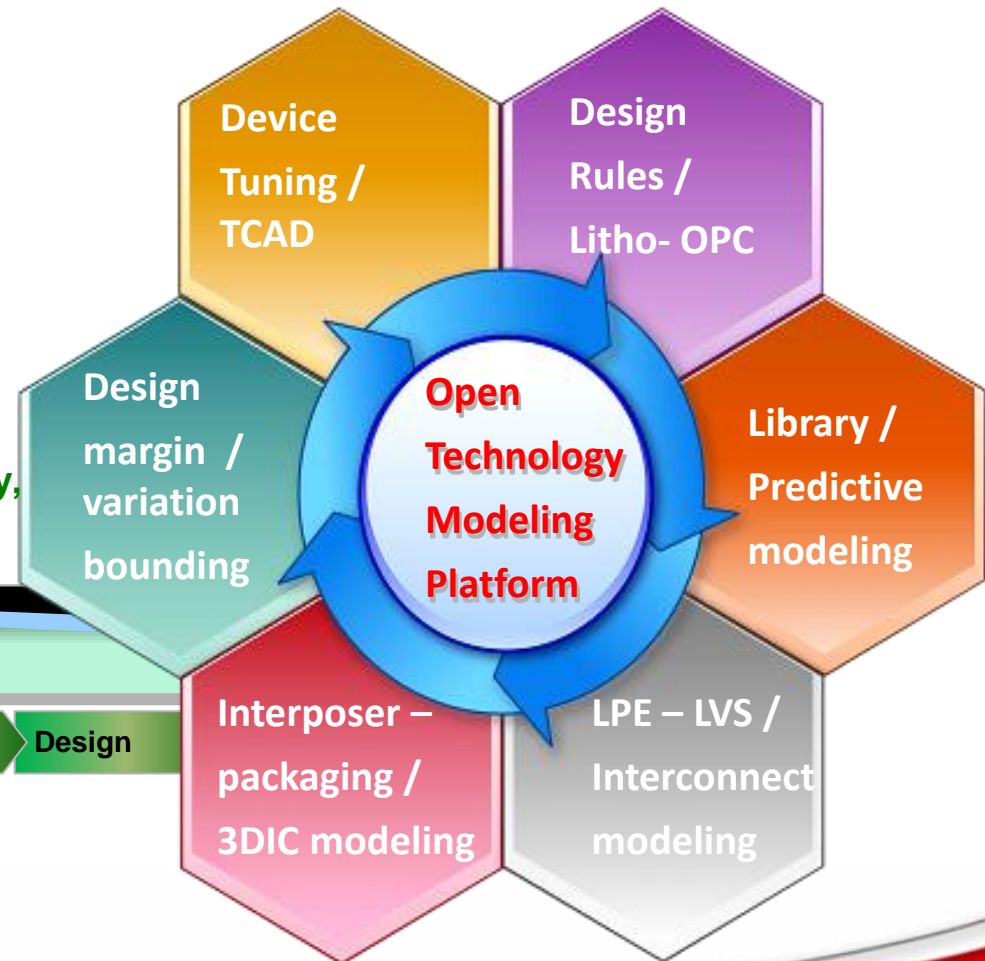 Device
Tuning /
TCAD
Design
Rules /
Litho- OPC
Design
margin /
variation
bounding
Open
Technology
Modeling
Platform
Library /
Predictive
modeling
y,
Design
Interposer –
packaging /
3DIC modeling
LPE – LVS /
Interconnect
modeling